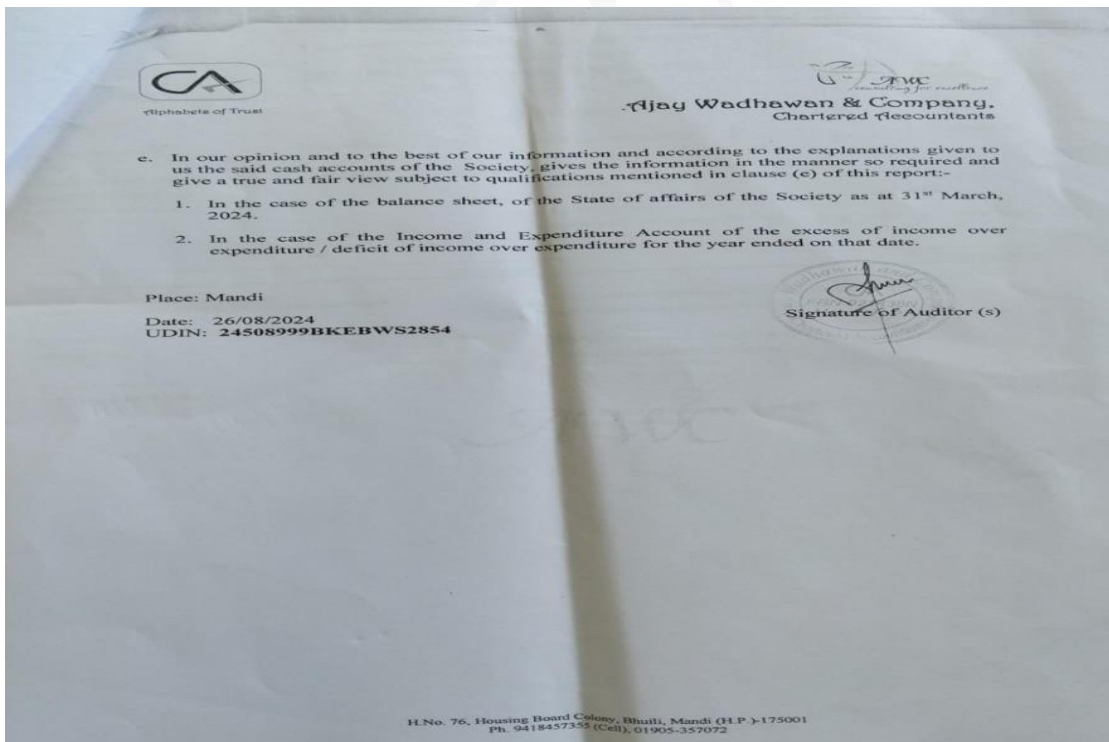 CA
Alphabets of Trust
AWC
consulting for excellence
Ajay Wadhawan & Company,
Chartered Accountants
e. In our opinion and to the best of our information and according to the explanations given to
us the said cash accounts of the Society, gives the information in the manner so required and
give a true and fair view subject to qualifications mentioned in clause (e) of this report:-
1. In the case of the balance sheet, of the State of affairs of the Society as at 31st March,
2024.
2. In the case of the Income and Expenditure Account of the excess of income over
expenditure / deficit of income over expenditure for the year ended on that date.
Place: Mandi
Date: 26/08/2024
UDIN: 24508999BKEBWS2854
Signature of Auditor (s)
H.No. 76, Housing Board Colony, Bhuili, Mandi (H.P.)-175001
Ph. 9418457355 (Cell), 01905-357072